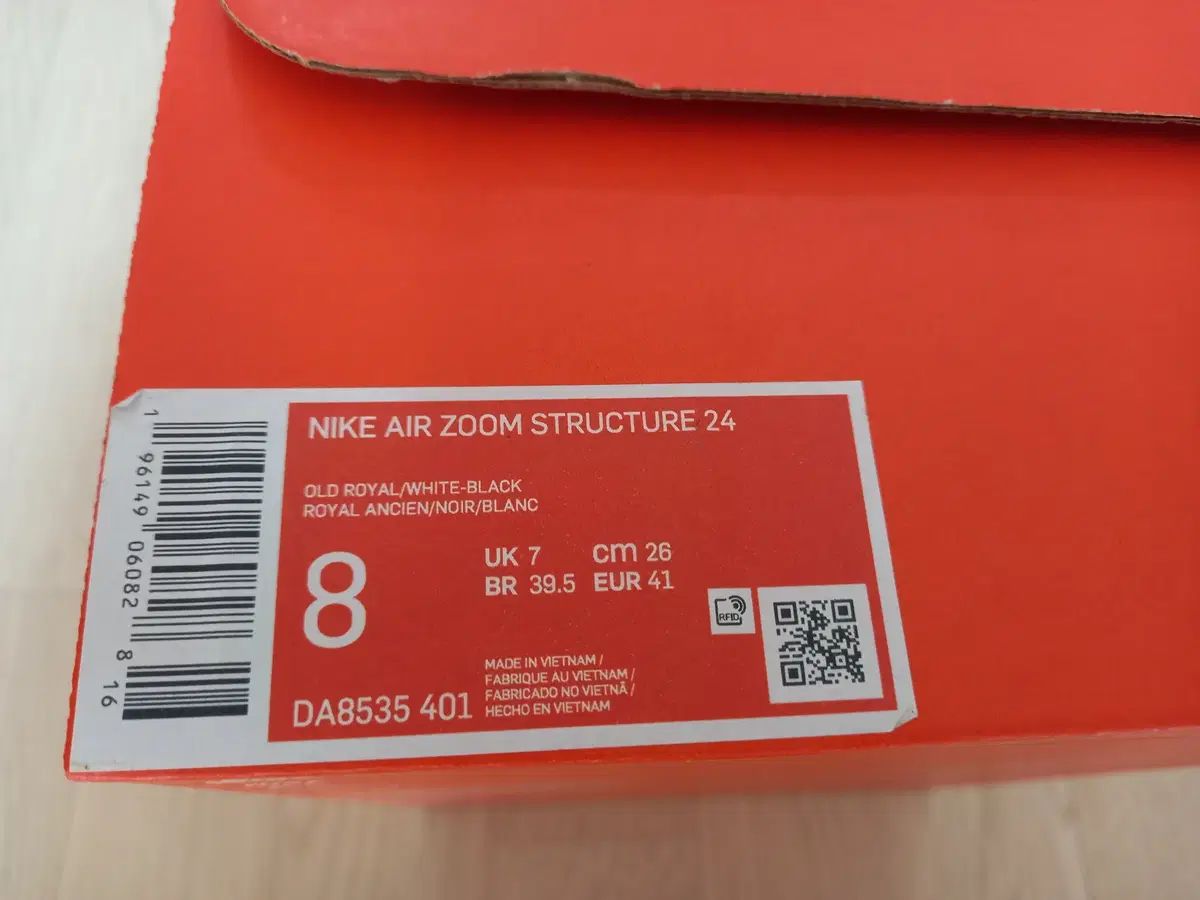 NIKE AIR ZOOM STRUCTURE 24
OLD ROYAL/WHITE-BLACK
ROYAL ANCIEN/NOIR/BLANC
8
UK 7 cm 26
BR 39.5 EUR 41
RFID
MADE IN VIETNAM /
FABRIQUE AU VIETNAM /
FABRICADO NO VIETNÃ /
HECHO EN VIETNAM
DA8535 401
1 96149 06082 8 16